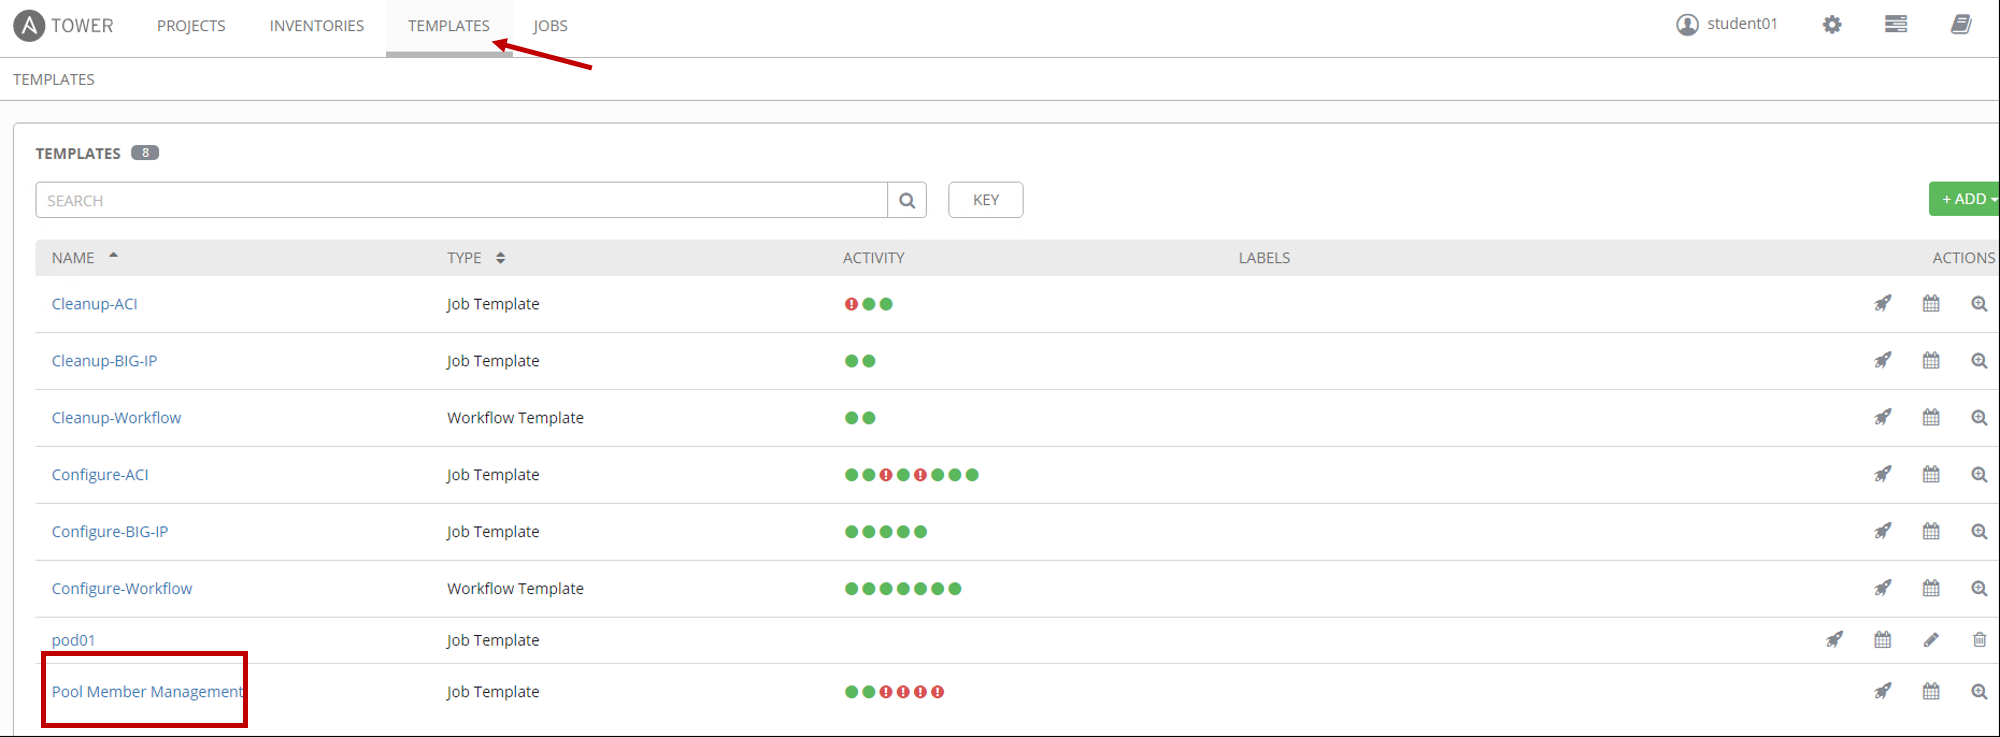 A TOWER PROJECTS INVENTORIES TEMPLATES JOBS student01
TEMPLATES
TEMPLATES 8
SEARCH KEY + ADD
NAME TYPE ACTIVITY LABELS ACTIONS
Cleanup-ACI Job Template
Cleanup-BIG-IP Job Template
Cleanup-Workflow Workflow Template
Configure-ACI Job Template
Configure-BIG-IP Job Template
Configure-Workflow Workflow Template
pod01 Job Template
Pool Member Management Job Template